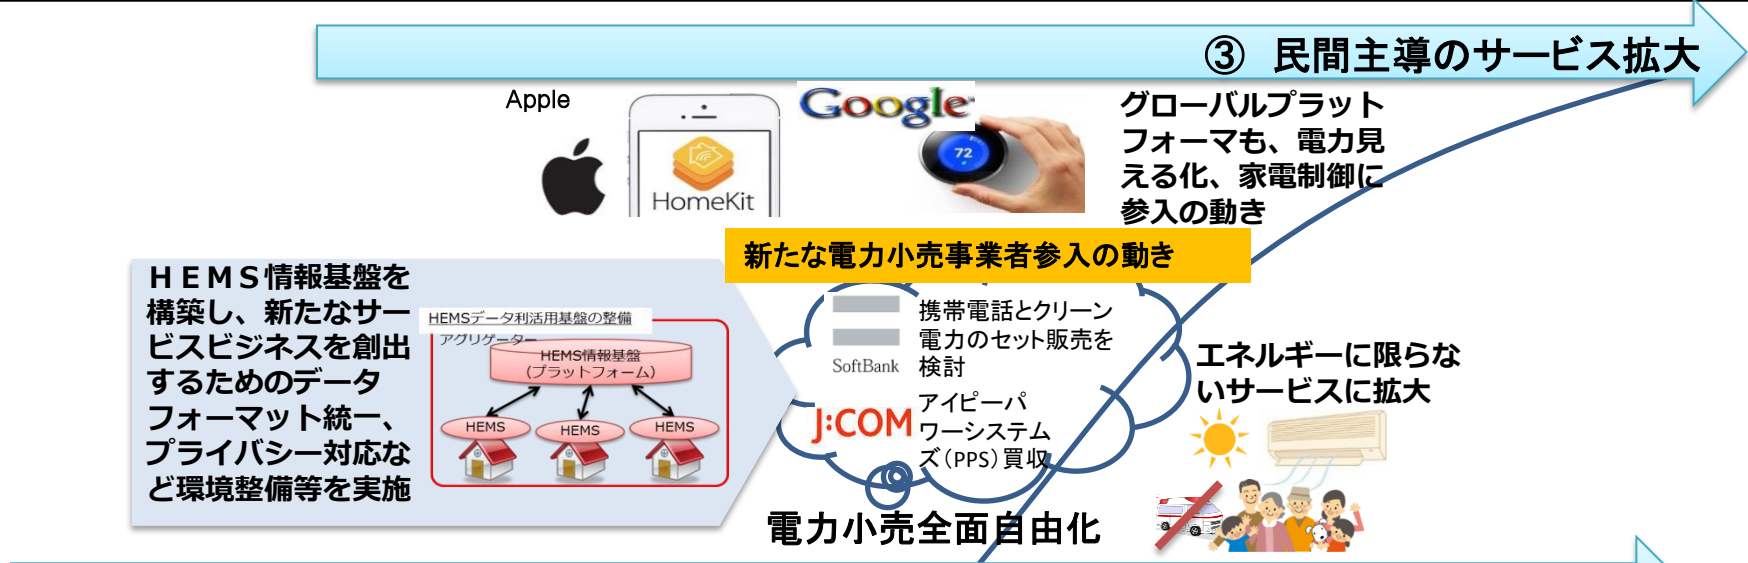 ③ 民間主導のサービス拡大
Apple
HomeKit
Google
72
グローバルプラット
フォーマも、電力見
える化、家電制御に
参入の動き
新たな電力小売事業者参入の動き
ＨＥＭＳ情報基盤を
構築し、新たなサー
ビスビジネスを創出
するためのデータ
フォーマット統一、
プライバシー対応な
ど環境整備等を実施
HEMSデータ利活用基盤の整備
アグリゲーター
HEMS情報基盤
（プラットフォーム）
HEMS
HEMS
HEMS
SoftBank
携帯電話とクリーン
電力のセット販売を
検討
J:COM
アイピーパ
ワーシステム
ズ（PPS）買収
電力小売全面自由化
エネルギーに限らな
いサービスに拡大